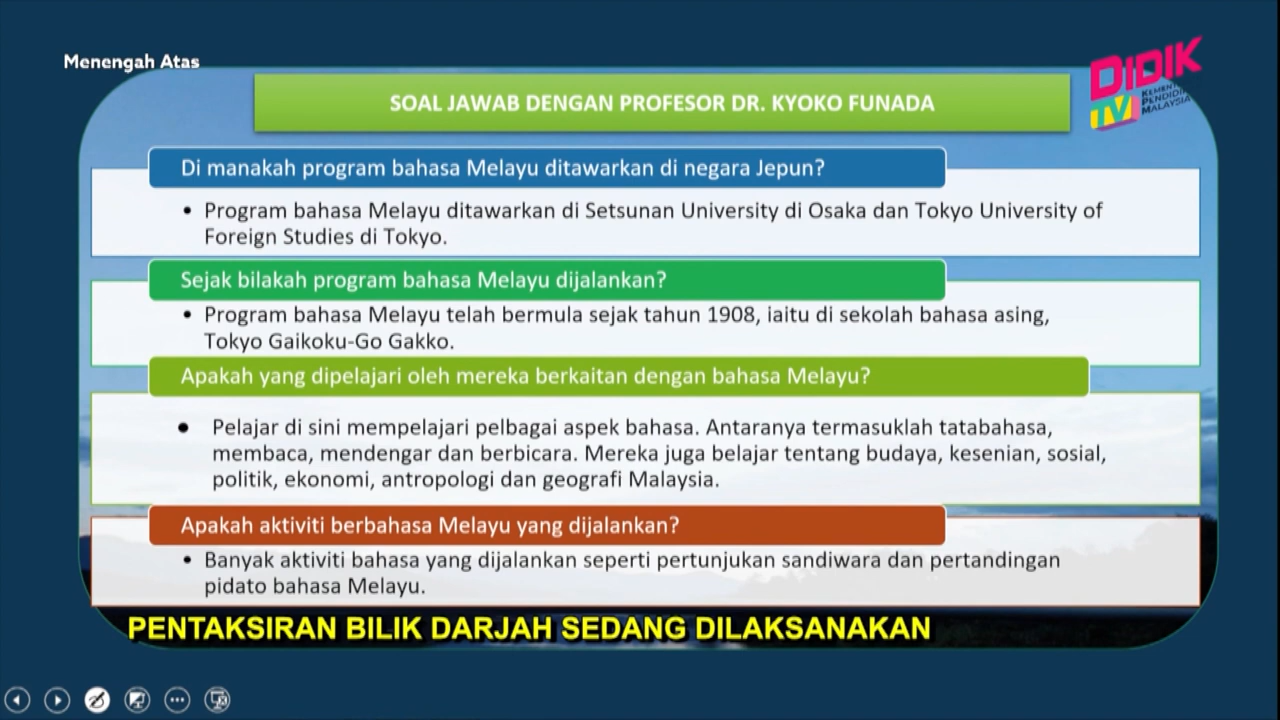 Menengah Atas
DIDIK
TV
KEMENTERIAN
PENDIDIKAN
MALAYSIA
SOAL JAWAB DENGAN PROFESOR DR. KYOKO FUNADA
Di manakah program bahasa Melayu ditawarkan di negara Jepun?
• Program bahasa Melayu ditawarkan di Setsunan University di Osaka dan Tokyo University of
Foreign Studies di Tokyo.
Sejak bilakah program bahasa Melayu dijalankan?
• Program bahasa Melayu telah bermula sejak tahun 1908, iaitu di sekolah bahasa asing,
Tokyo Gaikoku-Go Gakko.
Apakah yang dipelajari oleh mereka berkaitan dengan bahasa Melayu?
• Pelajar di sini mempelajari pelbagai aspek bahasa. Antaranya termasuklah tatabahasa,
membaca, mendengar dan berbicara. Mereka juga belajar tentang budaya, kesenian, sosial,
politik, ekonomi, antropologi dan geografi Malaysia.
Apakah aktiviti berbahasa Melayu yang dijalankan?
• Banyak aktiviti bahasa yang dijalankan seperti pertunjukan sandiwara dan pertandingan
pidato bahasa Melayu.
PENTAKSIRAN BILIK DARJAH SEDANG DILAKSANAKAN